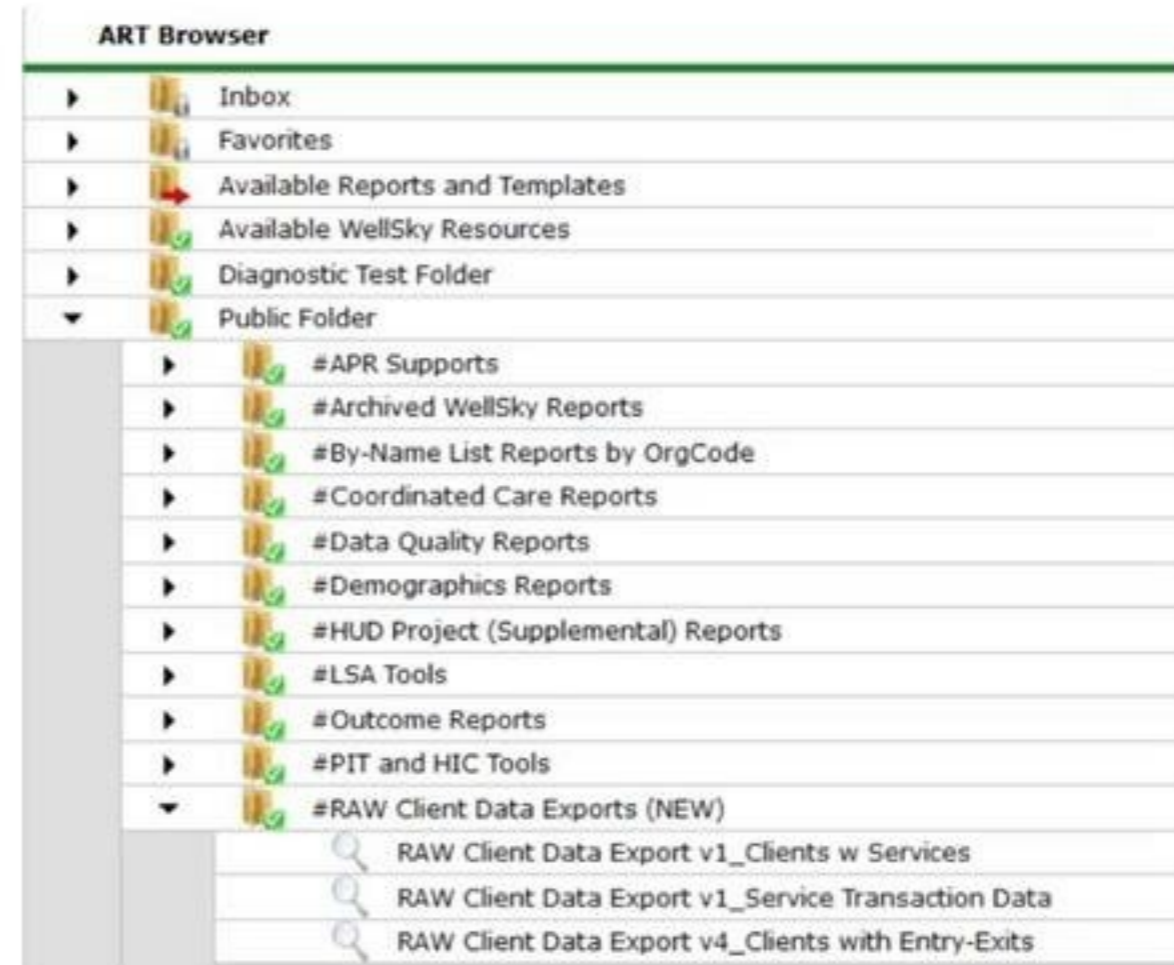 ART Browser
Inbox
Favorites
Available Reports and Templates
Available WellSky Resources
Diagnostic Test Folder
Public Folder
#APR Supports
#Archived WellSky Reports
#By-Name List Reports by OrgCode
#Coordinated Care Reports
#Data Quality Reports
#Demographics Reports
#HUD Project (Supplemental) Reports
#LSA Tools
#Outcome Reports
#PIT and HIC Tools
#RAW Client Data Exports (NEW)
RAW Client Data Export v1_Clients w Services
RAW Client Data Export v1_Service Transaction Data
RAW Client Data Export v4_Clients with Entry-Exits